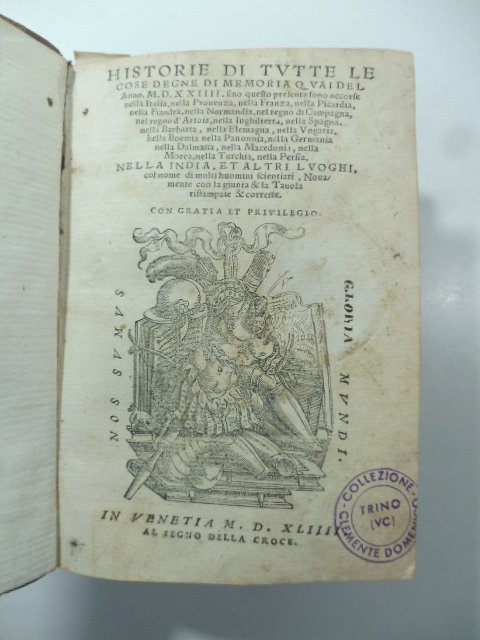 HISTORIE DI TVTTE LE
COSE DEGNE DI MEMORIA QVAI DEL
Anno. M. D. XXIIII. fino questo presente sono occorse
nella Italia, nella Prouenza, nella Franza, nella Picardia,
nella Fiandra, nella Normandia, nel regno di Campagna,
nel regno d'Artois, nella Inghilterra, nella Spagna,
nella Barbaria, nella Elemagna, nella Vngaria,
nella Boemia nella Pannonia, nella Germania
nella Dalmatia, nella Macedonia, nella
Morea, nella Turchia, nella Persia,
NELLA INDIA, ET ALTRI LVOGHI,
col nome di molti huomini scientiati, Noua-
mente con la giunta & la Tauola
ristampate & corrette.
CON GRATIA ET PRIVILEGIO.
NOS SVMVS
GLORIA MVNDI.
IN VENETIA M. D. XLIIII
AL SEGNO DELLA CROCE.
COLLEZIONE
TRINO
(VC)
CLEMENTE DOMENICO